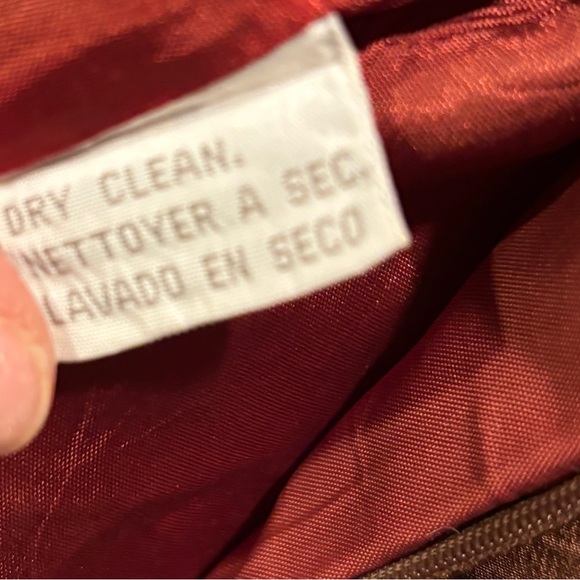 DRY CLEAN.
NETTOYER A SEC.
LAVADO EN SECO